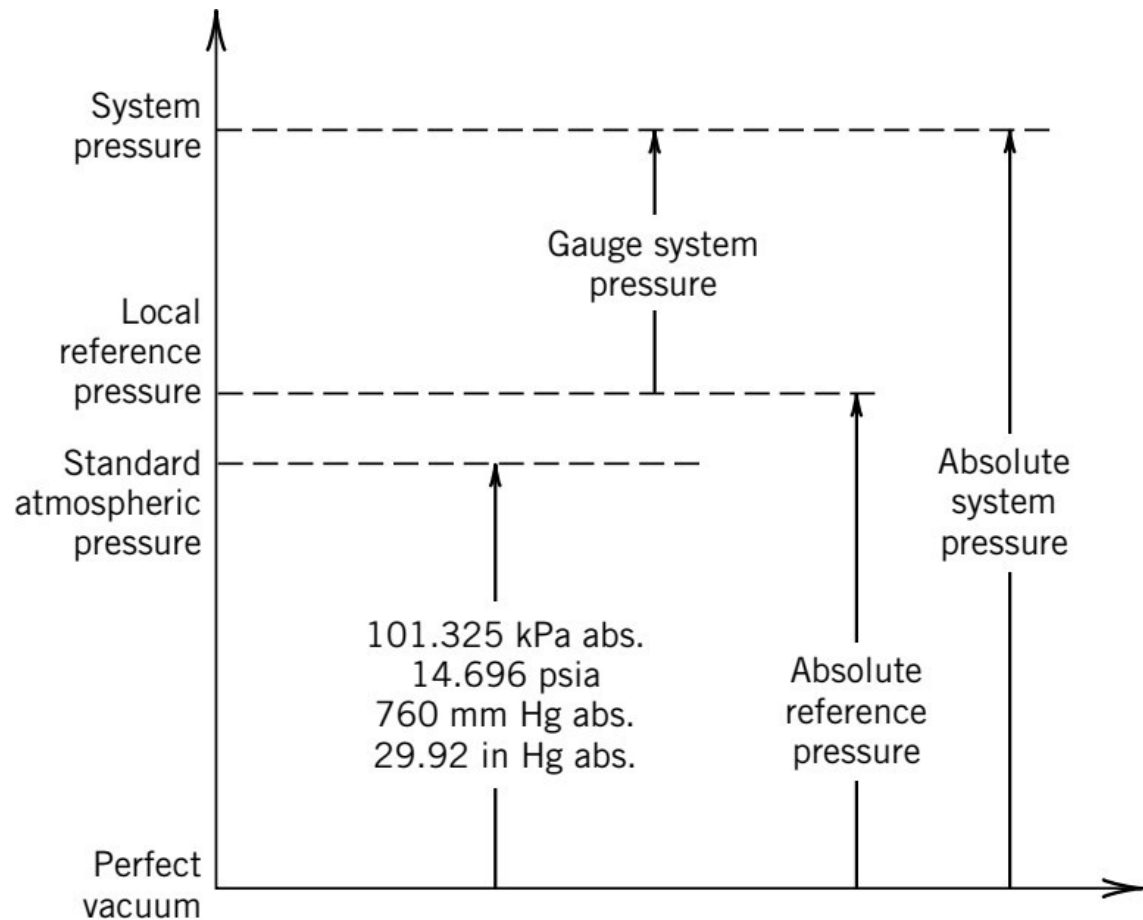 System
pressure
Gauge system
pressure
Local
reference
pressure
Standard
atmospheric
pressure
Absolute
system
pressure
101.325 kPa abs.
14.696 psia
760 mm Hg abs.
29.92 in Hg abs.
Absolute
reference
pressure
Perfect
vacuum